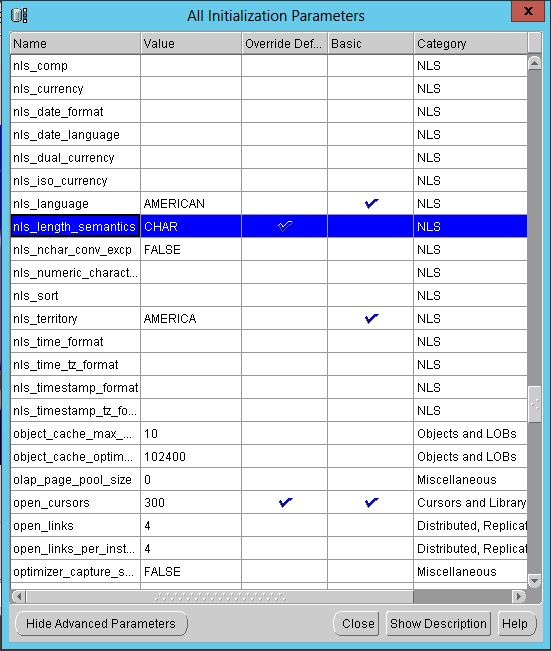 All Initialization Parameters
x
Name Value Override Def... Basic Category
nls_comp NLS
nls_currency NLS
nls_date_format NLS
nls_date_language NLS
nls_dual_currency NLS
nls_iso_currency NLS
nls_language AMERICAN NLS
nls_length_semantics CHAR NLS
nls_nchar_conv_excp FALSE NLS
nls_numeric_charact... NLS
nls_sort NLS
nls_territory AMERICA NLS
nls_time_format NLS
nls_time_tz_format NLS
nls_timestamp_format NLS
nls_timestamp_tz_fo... NLS
object_cache_max_... 10 Objects and LOBs
object_cache_optim... 102400 Objects and LOBs
olap_page_pool_size 0 Miscellaneous
open_cursors 300 Cursors and Library
open_links 4 Distributed, Replicat
open_links_per_inst... 4 Distributed, Replicat
optimizer_capture_s... FALSE Miscellaneous
Hide Advanced Parameters Close Show Description Help